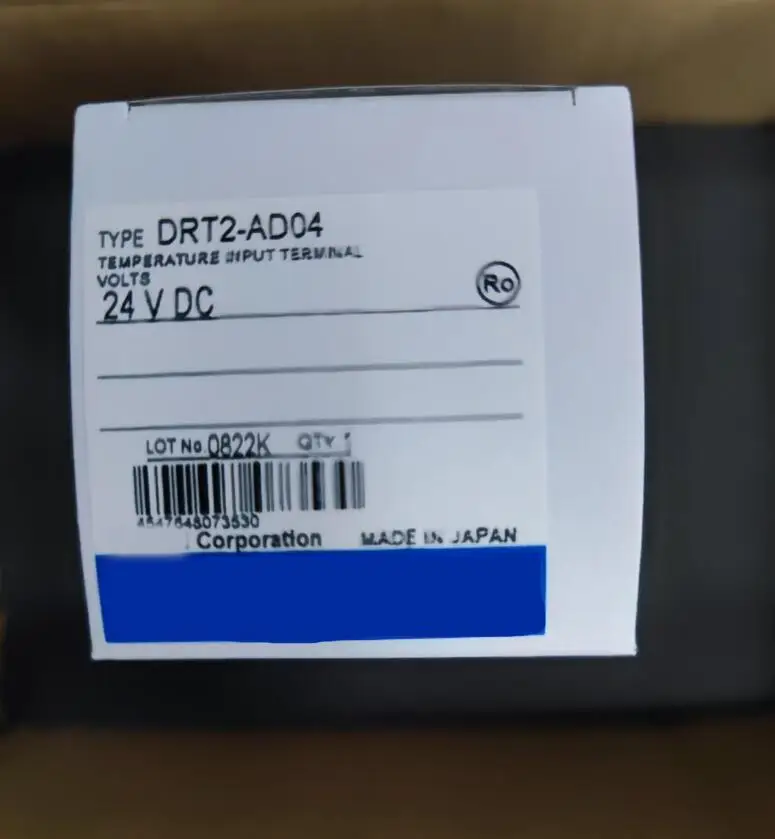 TYPE DRT2-AD04
TEMPERATURE INPUT TERMINAL
VOLTS
24 V DC
Ro
LOT No. 0822K QTY 1
4547648073530
Corporation MADE IN JAPAN